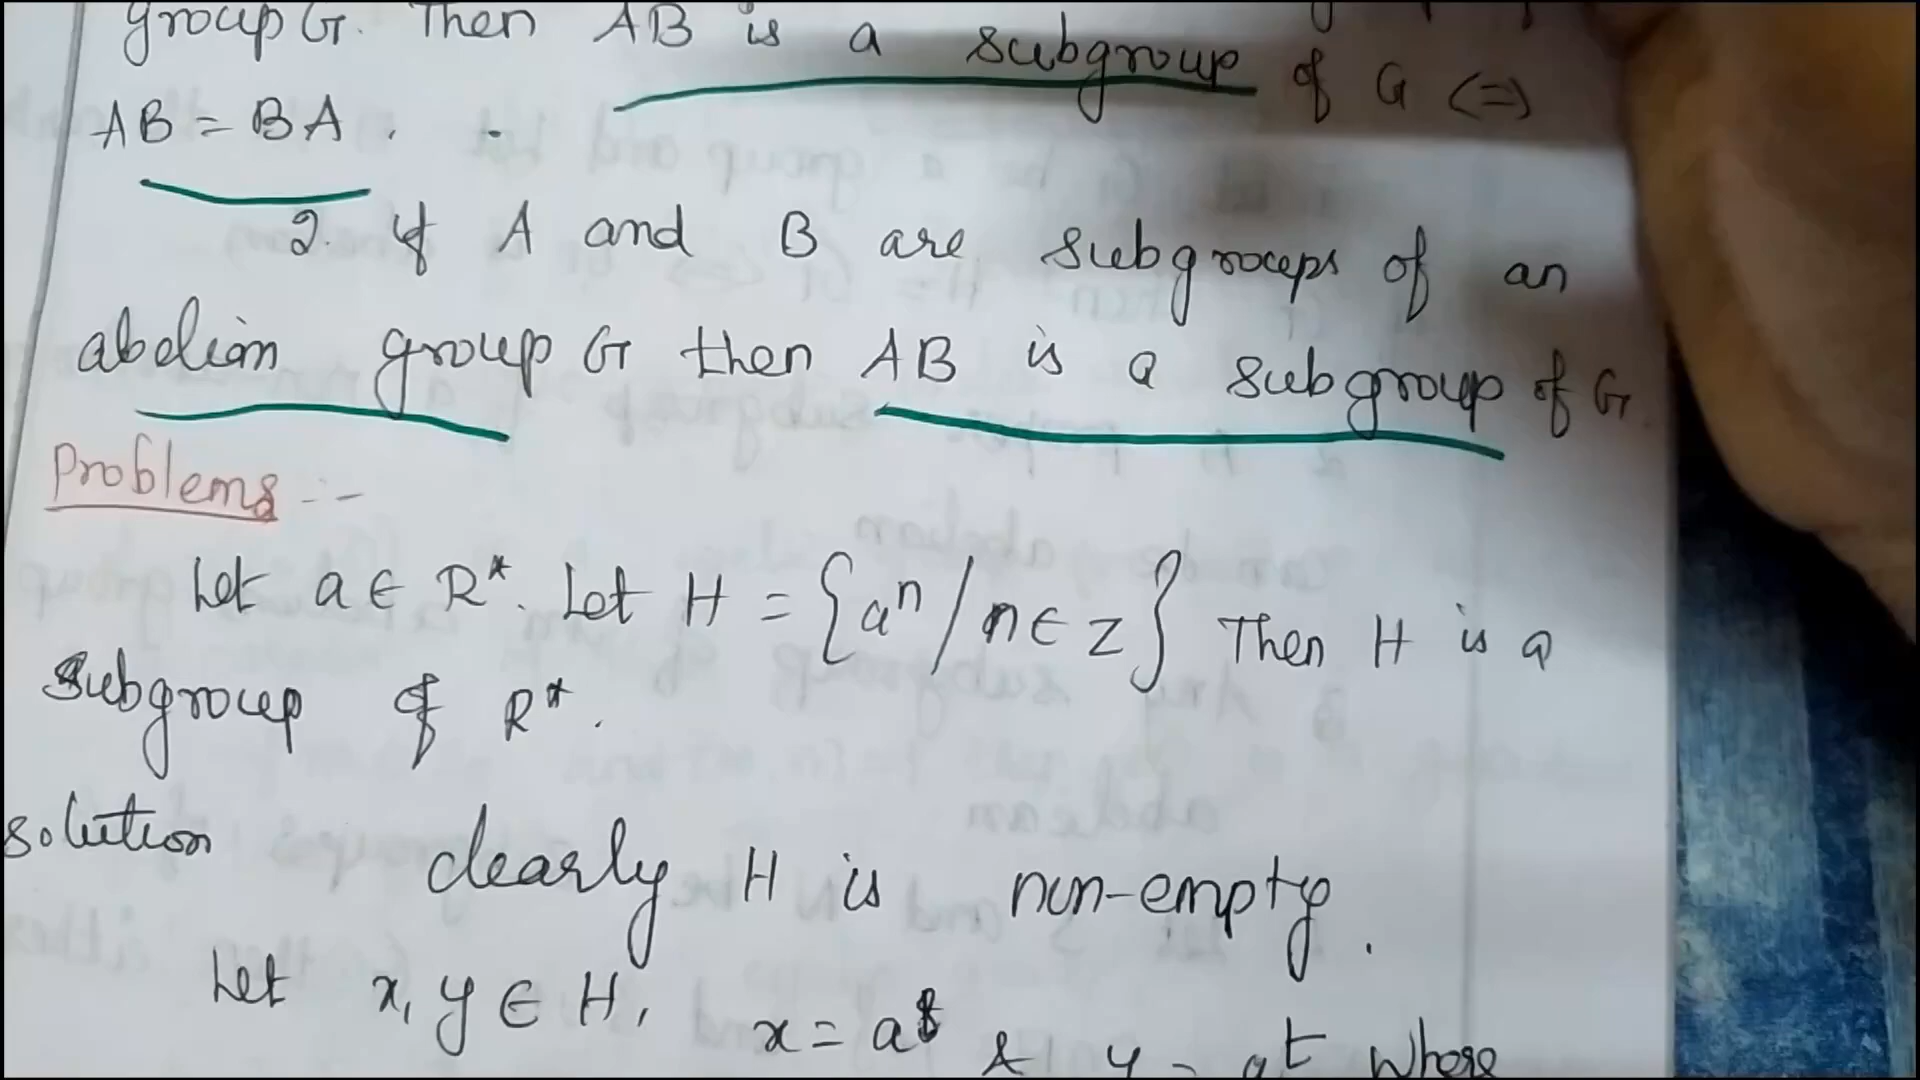 group G. Then AB is a subgroup of G <=>
AB = BA.
2. If A and B are subgroups of an
abelian group G then AB is a subgroup of G.
Problems :-
Let a ∈ R*. Let H = {aⁿ / n ∈ Z} Then H is a
subgroup of R*.
solution clearly H is non-empty.
Let x, y ∈ H, x = a^s & y = a^t where